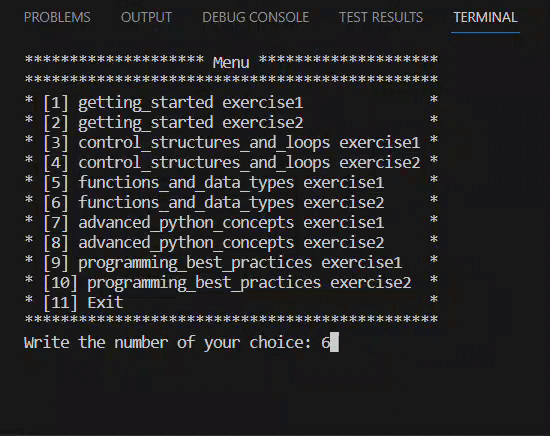 PROBLEMS OUTPUT DEBUG CONSOLE TEST RESULTS TERMINAL
******************** Menu ********************
**********************************************
* [1] getting_started exercise1              *
* [2] getting_started exercise2              *
* [3] control_structures_and_loops exercise1 *
* [4] control_structures_and_loops exercise2 *
* [5] functions_and_data_types exercise1     *
* [6] functions_and_data_types exercise2     *
* [7] advanced_python_concepts exercise1     *
* [8] advanced_python_concepts exercise2     *
* [9] programming_best_practices exercise1   *
* [10] programming_best_practices exercise2  *
* [11] Exit                                  *
**********************************************
Write the number of your choice: 6